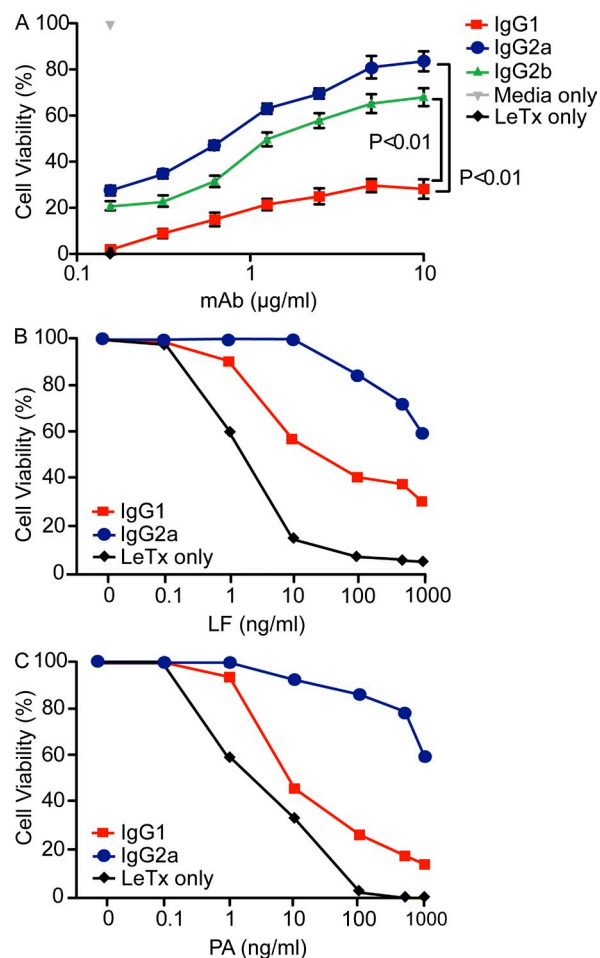 A
100
80
60
40
20
0
Cell Viability (%)
0.1
1
10
mAb (µg/ml)
IgG1
IgG2a
IgG2b
Media only
LeTx only
P<0.01
P<0.01
B
100
80
60
40
20
0
Cell Viability (%)
IgG1
IgG2a
LeTx only
0
0.1
1
10
100
1000
LF (ng/ml)
C
100
80
60
40
20
0
Cell Viability (%)
IgG1
IgG2a
LeTx only
0
0.1
1
10
100
1000
PA (ng/ml)